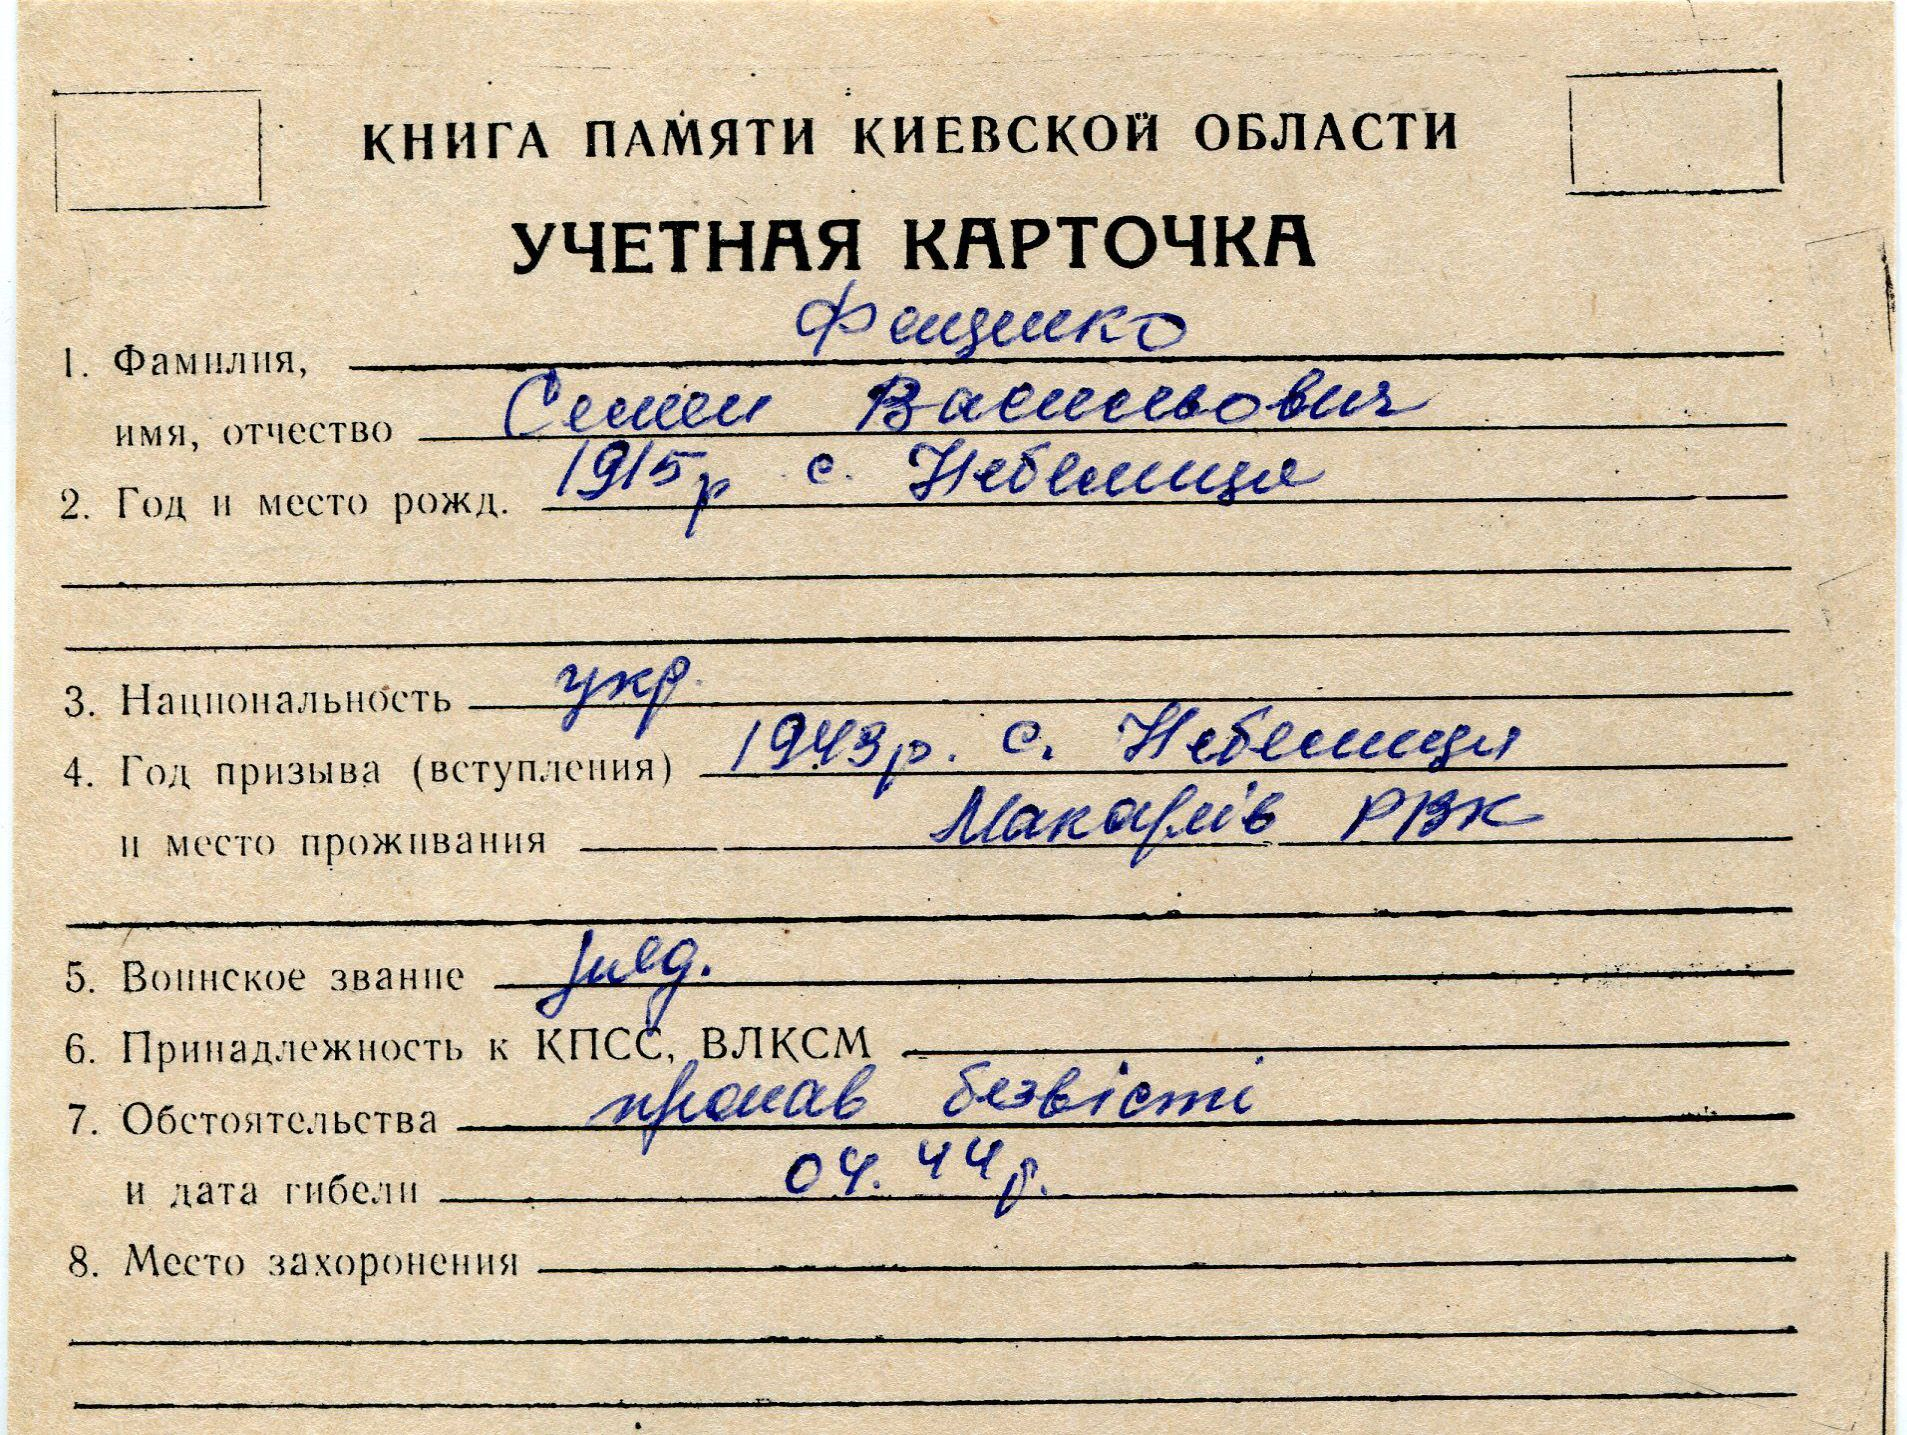 КНИГА ПАМЯТИ КИЕВСКОЙ ОБЛАСТИ
УЧЕТНАЯ КАРТОЧКА
1. Фамилия, Фещенко
имя, отчество Семен Васильович
2. Год и место рожд. 1915р с. Небелиця
3. Национальность укр.
4. Год призыва (вступления) 1943р. с. Небелиця
и место проживания Макарів РВК
5. Воинское звание
6. Принадлежность к КПСС, ВЛКСМ
7. Обстоятельства пропав безвісті
и дата гибели 04.44р.
8. Место захоронения